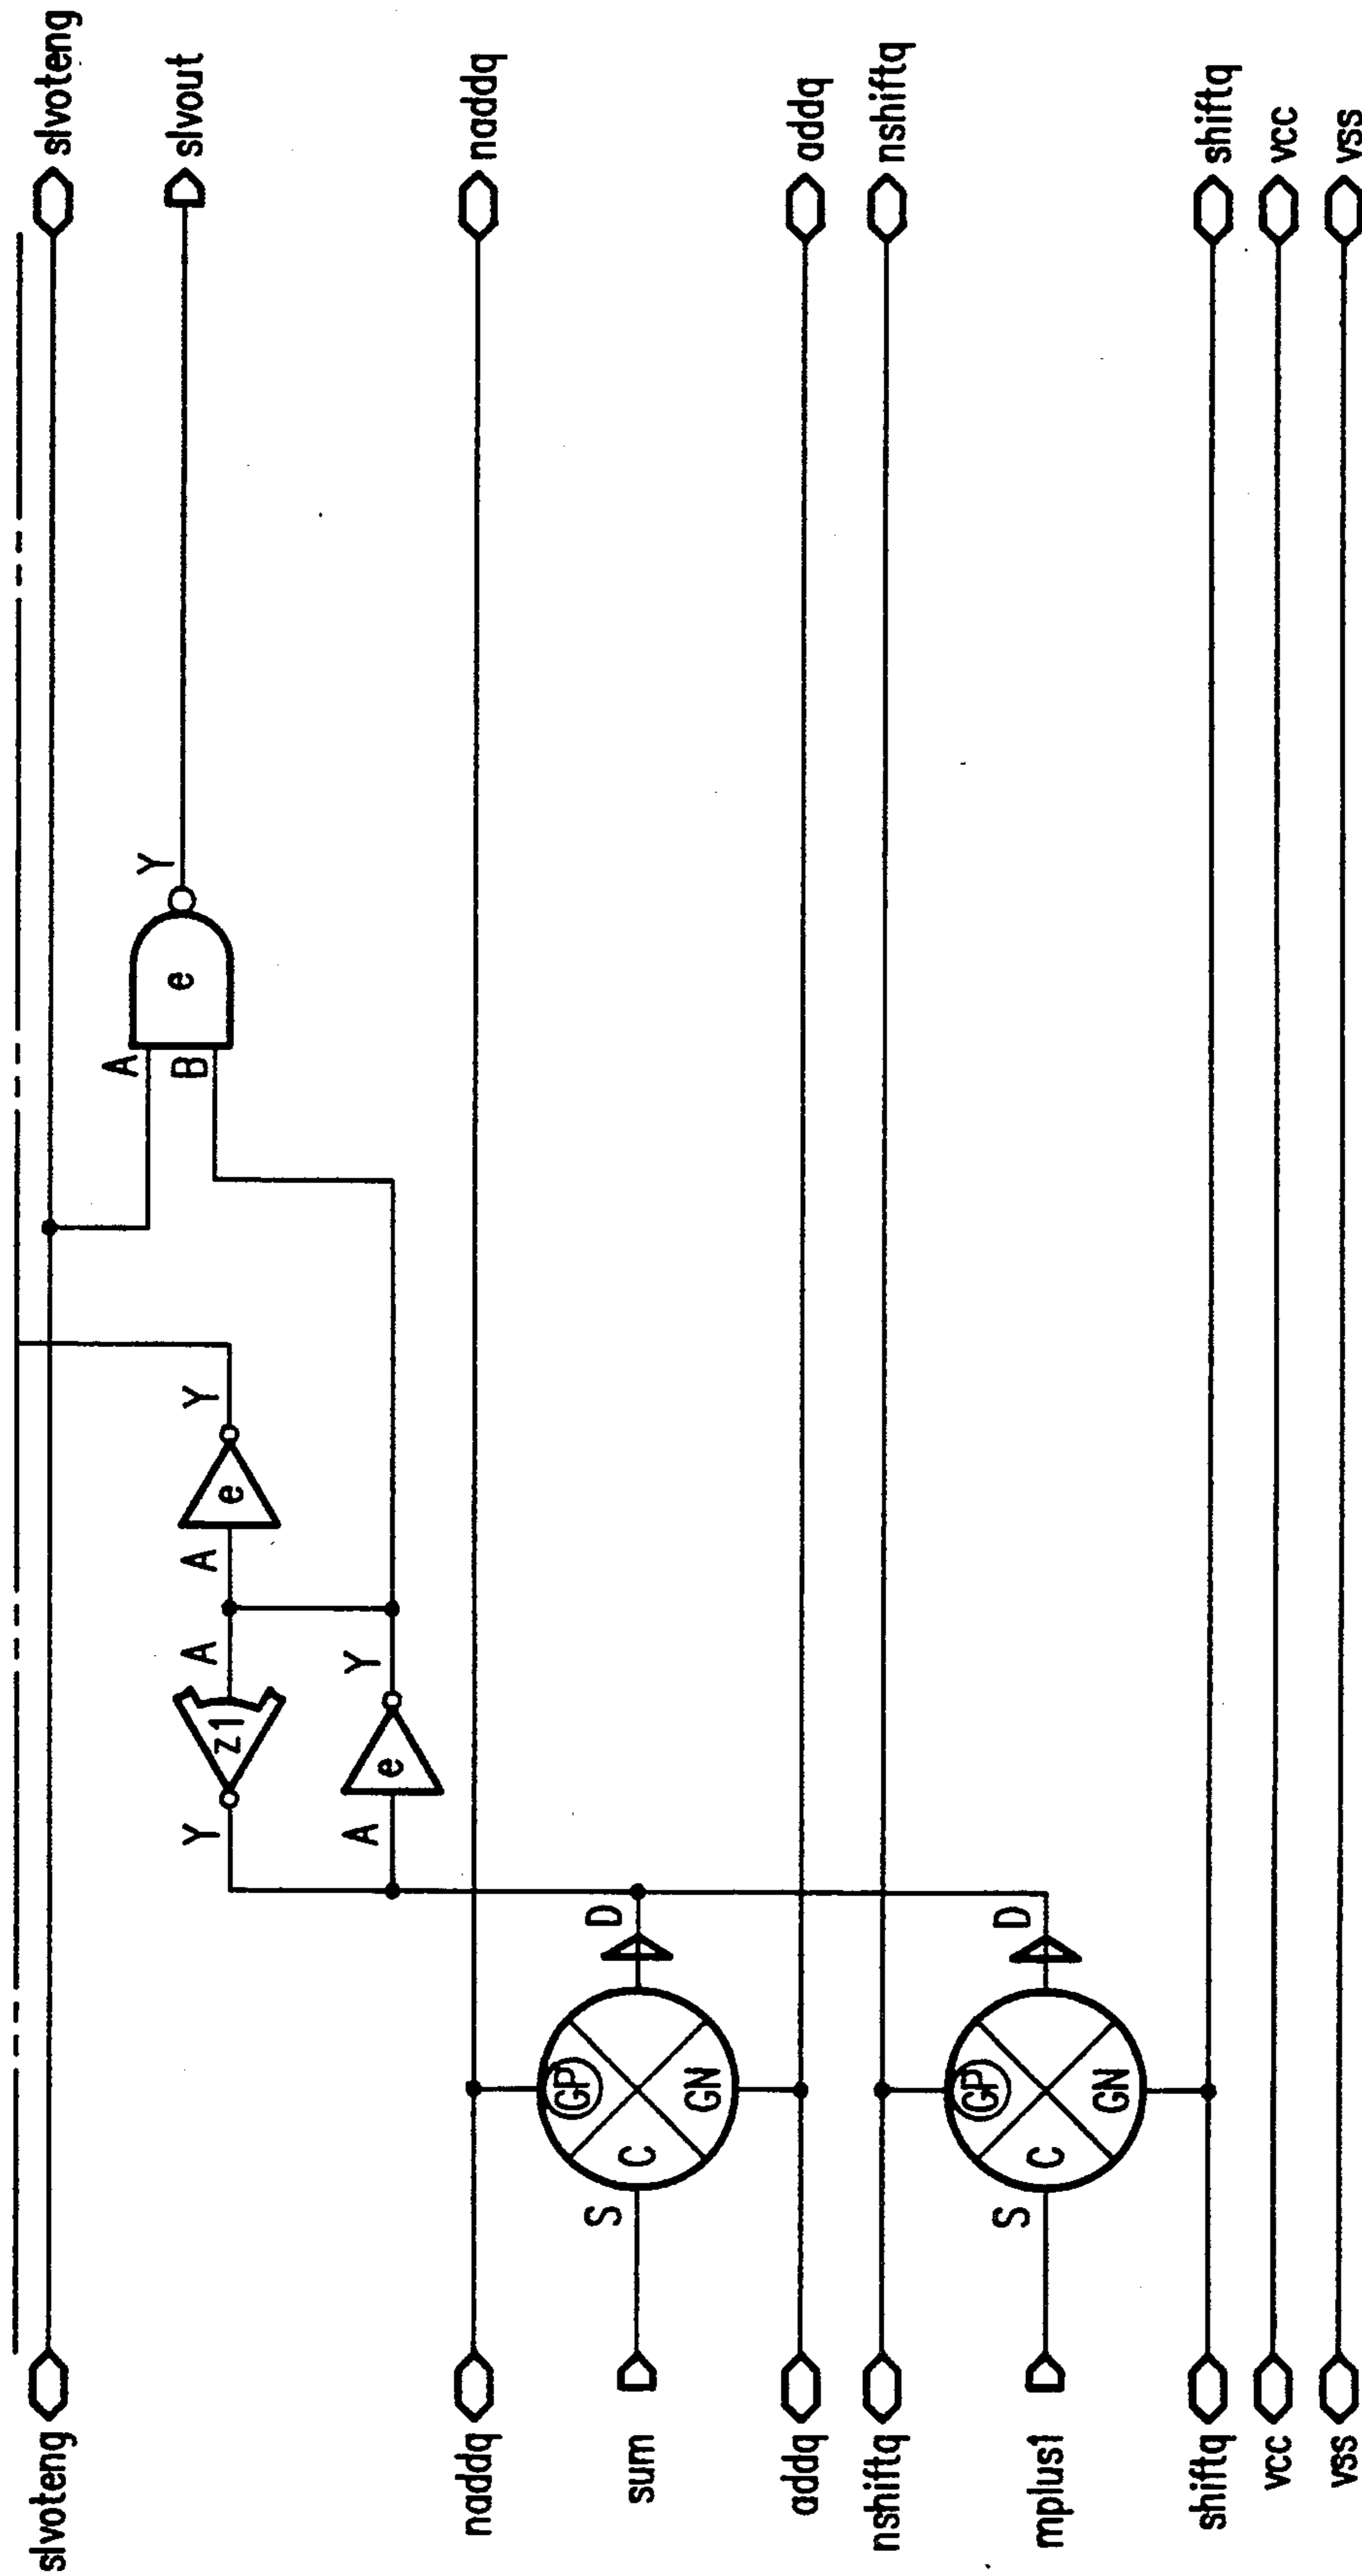 slvoteng
slvoteng
slvout
Y
A
B
e
Y
e
A
A
z1
Y
Y
e
A
naddq
naddq
D
GP
GN
C
S
sum
addq
addq
nshiftq
nshiftq
D
GP
GN
C
S
mplus1
shiftq
shiftq
vcc
vcc
vss
vss